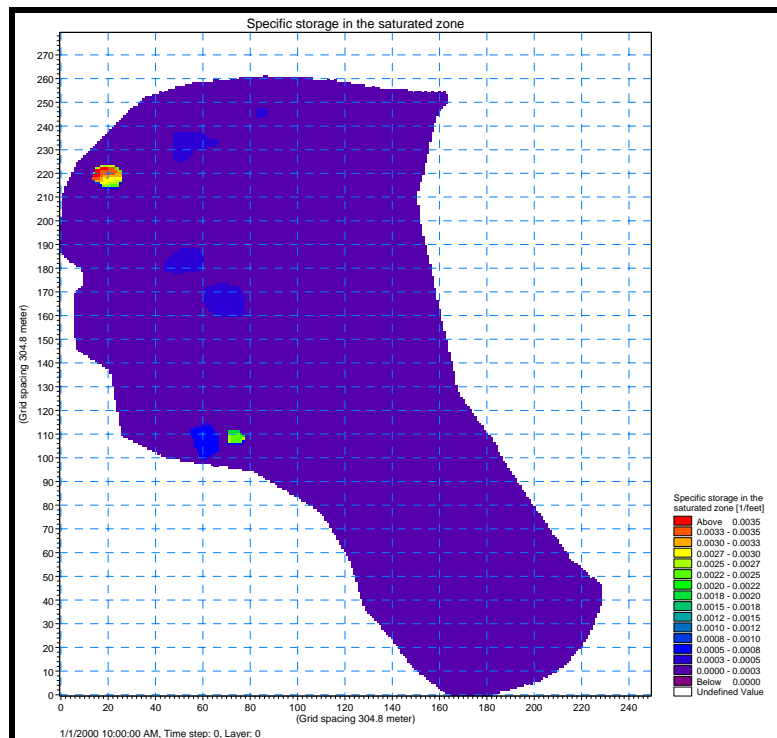 Specific storage in the saturated zone
270
260
250
240
230
220
210
200
190
180
170
160
150
140
130
120
110
100
90
80
70
60
50
40
30
20
10
0
(Grid spacing 304.8 meter)
0 20 40 60 80 100 120 140 160 180 200 220 240
(Grid spacing 304.8 meter)
1/1/2000 10:00:00 AM, Time step: 0, Layer: 0
Specific storage in the
saturated zone [1/feet]
Above 0.0035
0.0033 - 0.0035
0.0030 - 0.0033
0.0027 - 0.0030
0.0025 - 0.0027
0.0022 - 0.0025
0.0020 - 0.0022
0.0018 - 0.0020
0.0015 - 0.0018
0.0012 - 0.0015
0.0010 - 0.0012
0.0008 - 0.0010
0.0005 - 0.0008
0.0003 - 0.0005
0.0000 - 0.0003
Below 0.0000
Undefined Value